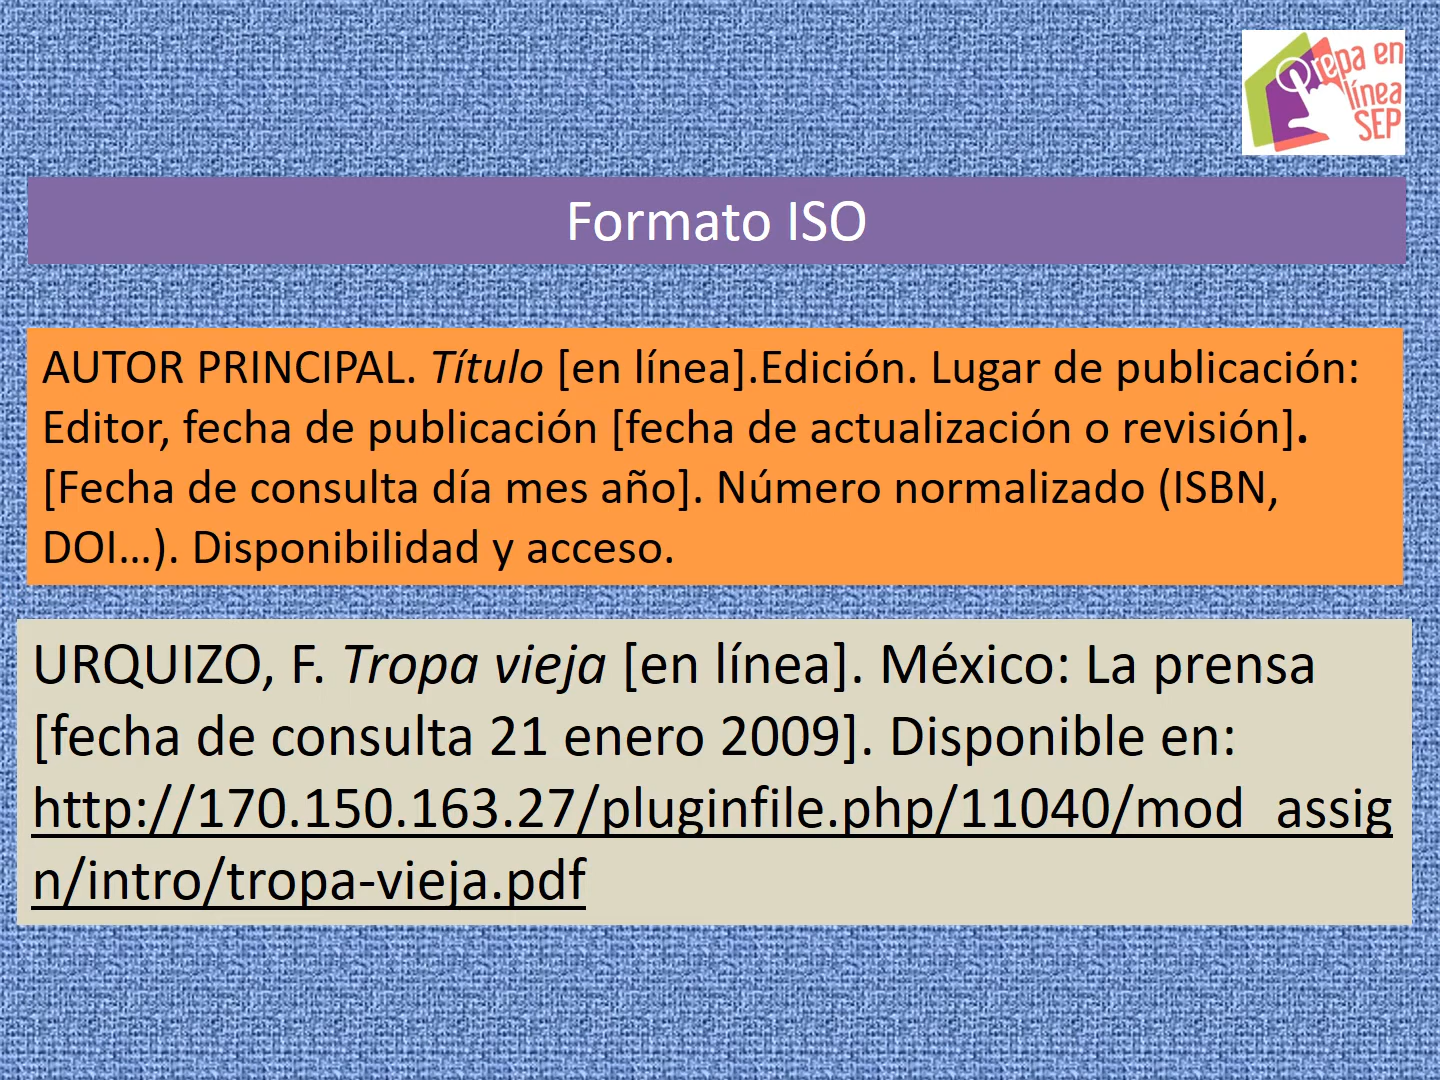 Prepa en
línea
SEP
Formato ISO
AUTOR PRINCIPAL. Título [en línea].Edición. Lugar de publicación:
Editor, fecha de publicación [fecha de actualización o revisión].
[Fecha de consulta día mes año]. Número normalizado (ISBN,
DOI…). Disponibilidad y acceso.
URQUIZO, F. Tropa vieja [en línea]. México: La prensa
[fecha de consulta 21 enero 2009]. Disponible en:
http://170.150.163.27/pluginfile.php/11040/mod_assig
n/intro/tropa-vieja.pdf